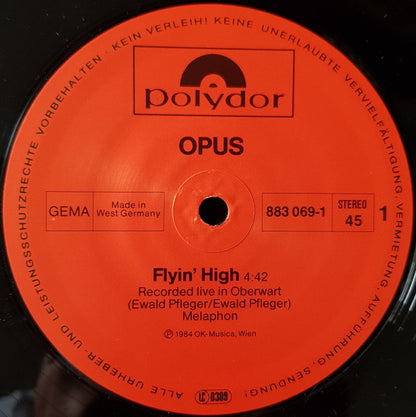 ALLE URHEBER- UND LEISTUNGSSCHUTZRECHTE VORBEHALTEN · KEIN VERLEIH! KEINE UNERLAUBTE VERVIELFÄLTIGUNG, VERMIETUNG, AUFFÜHRUNG, SENDUNG!
polydor
OPUS
GEMA Made in West Germany 883 069-1 STEREO 45 1
Flyin' High 4:42
Recorded live in Oberwart
(Ewald Pfleger/Ewald Pfleger)
Melaphon
Ⓟ 1984 OK-Musica, Wien
LC 0309